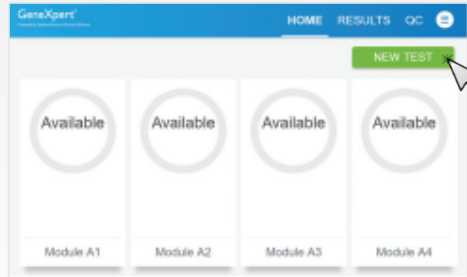 GeneXpert®
HOME RESULTS QC
NEW TEST
Available Available Available Available
Module A1 Module A2 Module A3 Module A4